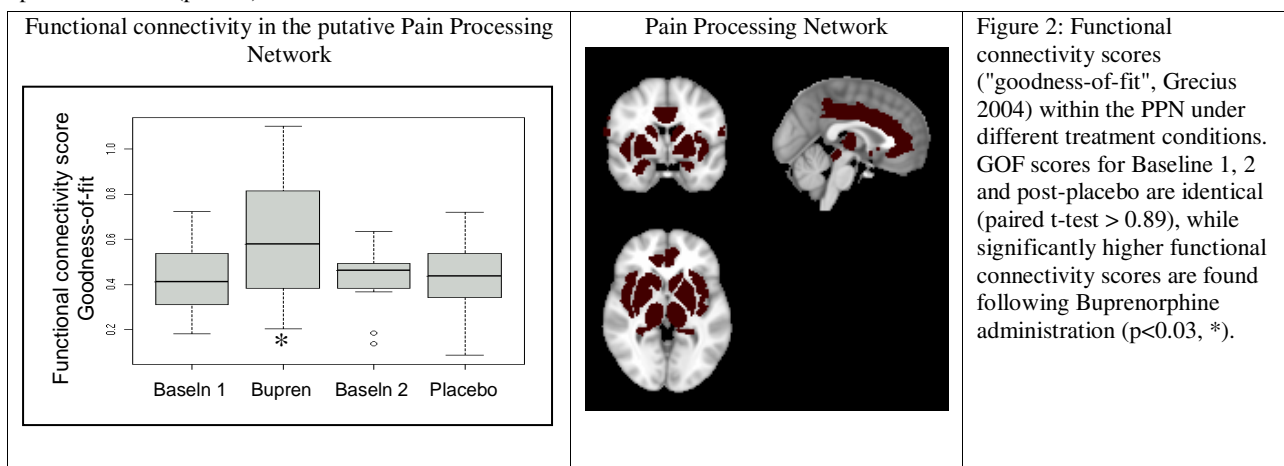 Functional connectivity in the putative Pain Processing
Network
Functional connectivity score
Goodness-of-fit
1.0
0.8
0.6
0.4
0.2
*
Baseln 1 Bupren Baseln 2 Placebo
Pain Processing Network
Figure 2: Functional
connectivity scores
("goodness-of-fit", Grecius
2004) within the PPN under
different treatment conditions.
GOF scores for Baseline 1, 2
and post-placebo are identical
(paired t-test > 0.89), while
significantly higher functional
connectivity scores are found
following Buprenorphine
administration (p<0.03, *).